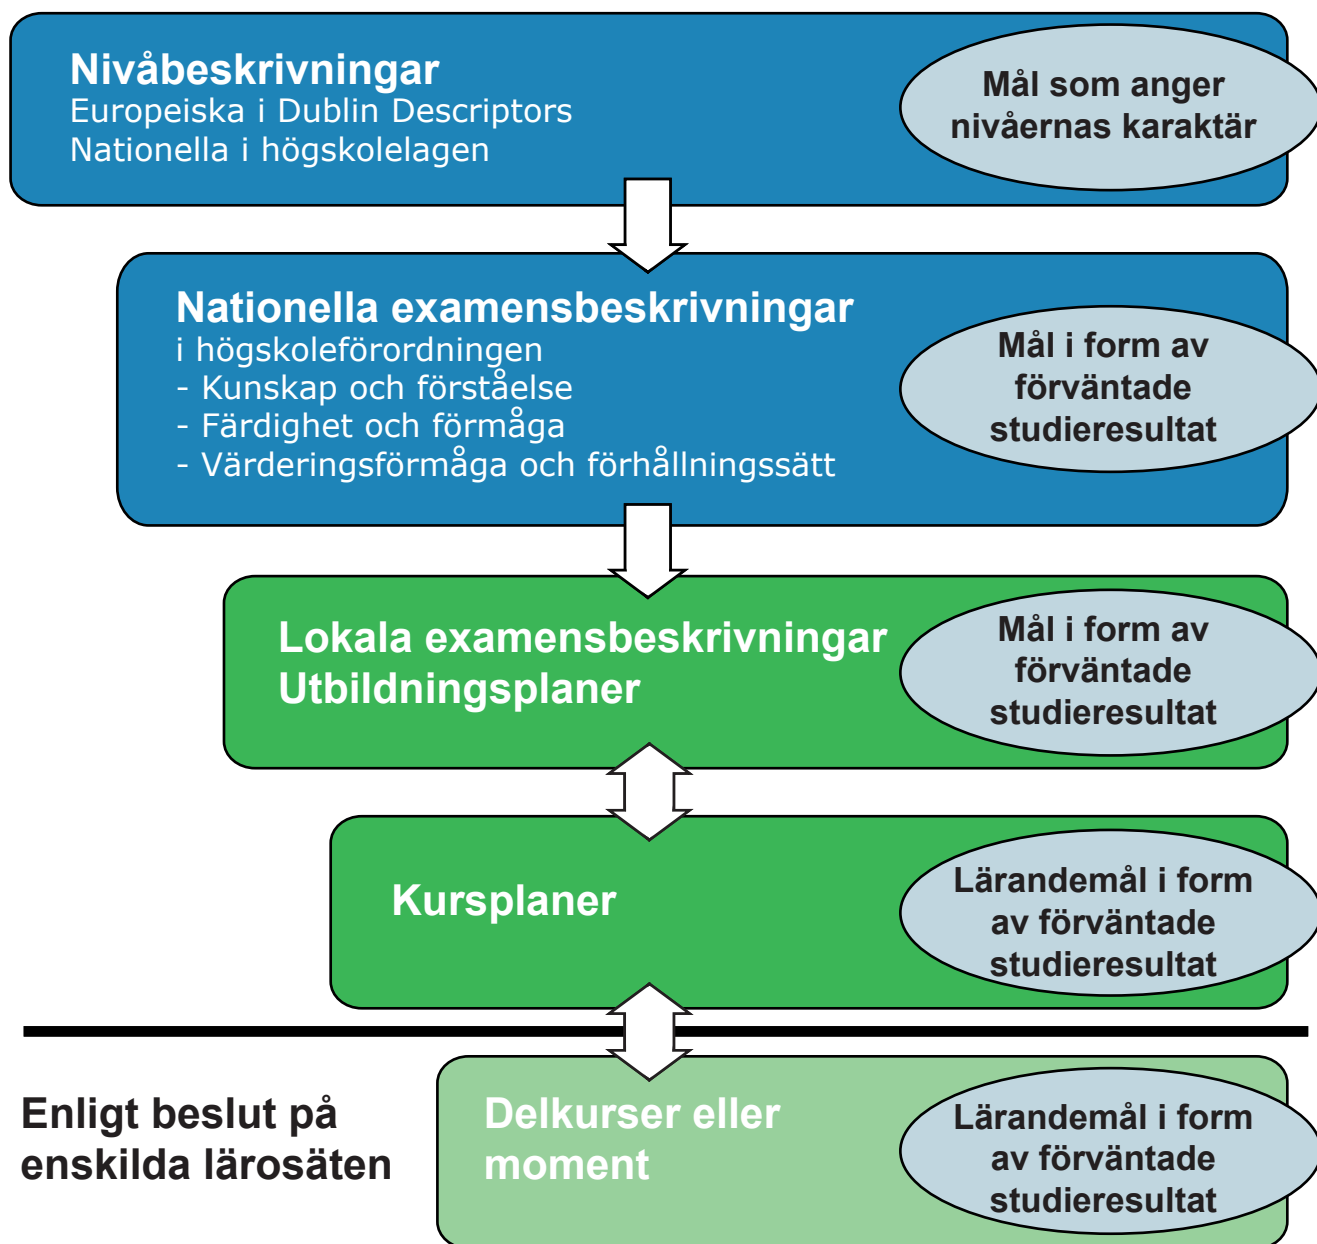 Nivåbeskrivningar
Europeiska i Dublin Descriptors
Nationella i högskolelagen
Mål som anger
nivåernas karaktär
Nationella examensbeskrivningar
i högskoleförordningen
- Kunskap och förståelse
- Färdighet och förmåga
- Värderingsförmåga och förhållningssätt
Mål i form av
förväntade
studieresultat
Lokala examensbeskrivningar
Utbildningsplaner
Mål i form av
förväntade
studieresultat
Kursplaner
Lärandemål i form
av förväntade
studieresultat
Enligt beslut på
enskilda lärosäten
Delkurser eller
moment
Lärandemål i form
av förväntade
studieresultat